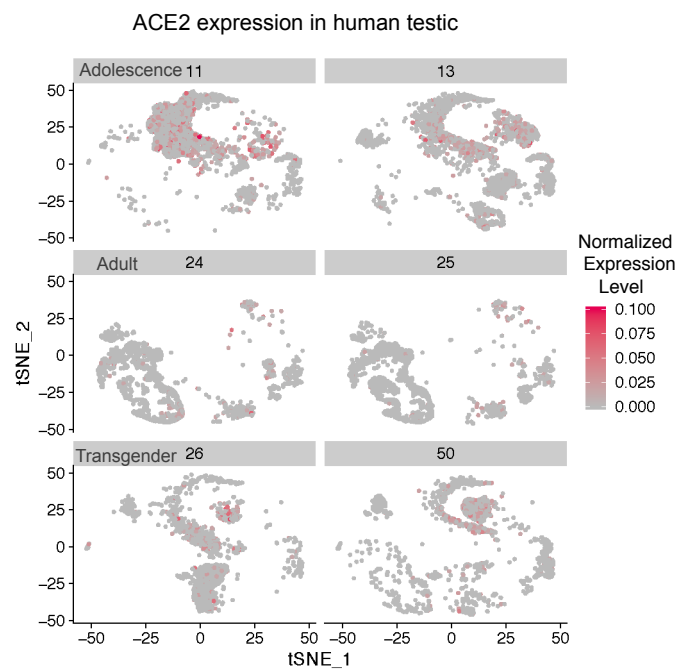 ACE2 expression in human testic
Adolescence 11
13
50
25
0
−25
−50
Adult 24
25
50
25
0
−25
−50
Transgender 26
50
50
25
0
−25
−50
−50 −25 0 25 50
−50 −25 0 25 50
tSNE_1
tSNE_2
Normalized
Expression
Level
0.100
0.075
0.050
0.025
0.000